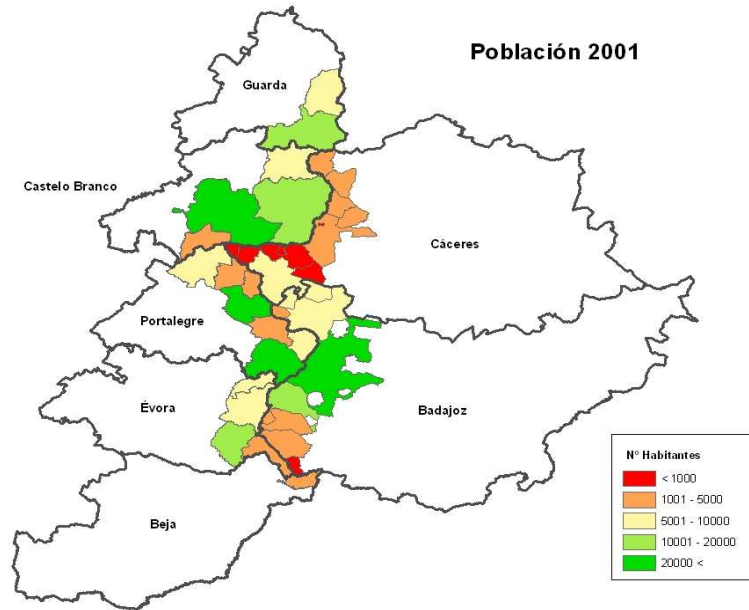 Población 2001
Guarda
Castelo Branco
Cáceres
Portalegre
Évora
Badajoz
Beja
Nº Habitantes
< 1000
1001 - 5000
5001 - 10000
10001 - 20000
20000 <